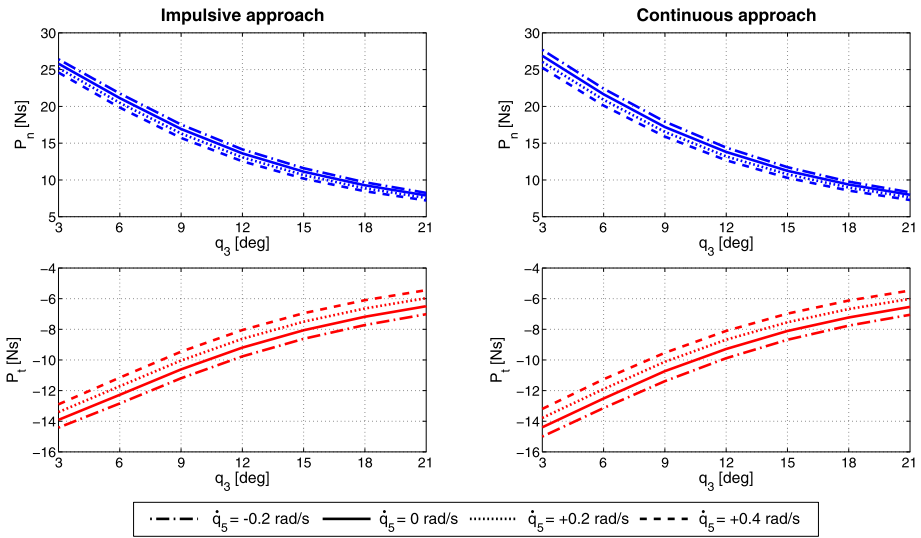 Impulsive approach
Continuous approach
30
25
20
15
10
5
P_n [Ns]
3 6 9 12 15 18 21
q_3 [deg]
30
25
20
15
10
5
P_n [Ns]
3 6 9 12 15 18 21
q_3 [deg]
−4
−6
−8
−10
−12
−14
−16
P_t [Ns]
3 6 9 12 15 18 21
q_3 [deg]
−4
−6
−8
−10
−12
−14
−16
P_t [Ns]
3 6 9 12 15 18 21
q_3 [deg]
q̇_5= -0.2 rad/s q̇_5= 0 rad/s q̇_5= +0.2 rad/s q̇_5= +0.4 rad/s